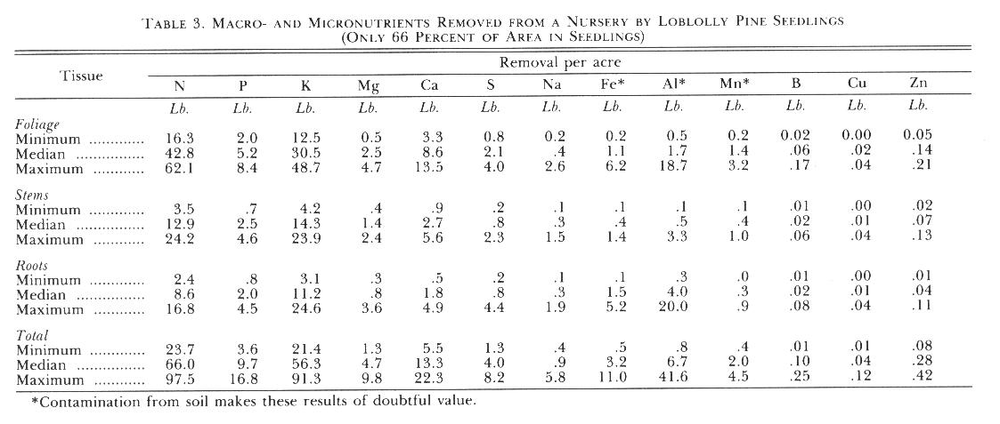 TABLE 3. MACRO- AND MICRONUTRIENTS REMOVED FROM A NURSERY BY LOBLOLLY PINE SEEDLINGS
(ONLY 66 PERCENT OF AREA IN SEEDLINGS)
Tissue Removal per acre
N P K Mg Ca S Na Fe* Al* Mn* B Cu Zn
Lb. Lb. Lb. Lb. Lb. Lb. Lb. Lb. Lb. Lb. Lb. Lb. Lb.
Foliage
Minimum ............. 16.3 2.0 12.5 0.5 3.3 0.8 0.2 0.2 0.5 0.2 0.02 0.00 0.05
Median ................ 42.8 5.2 30.5 2.5 8.6 2.1 .4 1.1 1.7 1.4 .06 .02 .14
Maximum ............ 62.1 8.4 48.7 4.7 13.5 4.0 2.6 6.2 18.7 3.2 .17 .04 .21
Stems
Minimum ............. 3.5 .7 4.2 .4 .9 .2 .1 .1 .1 .1 .01 .00 .02
Median ................ 12.9 2.5 14.3 1.4 2.7 .8 .3 .4 .5 .4 .02 .01 .07
Maximum ............ 24.2 4.6 23.9 2.4 5.6 2.3 1.5 1.4 3.3 1.0 .06 .04 .13
Roots
Minimum ............. 2.4 .8 3.1 .3 .5 .2 .1 .1 .3 .0 .01 .00 .01
Median ................ 8.6 2.0 11.2 .8 1.8 .8 .3 1.5 4.0 .3 .02 .01 .04
Maximum ............ 16.8 4.5 24.6 3.6 4.9 4.4 1.9 5.2 20.0 .9 .08 .04 .11
Total
Minimum ............. 23.7 3.6 21.4 1.3 5.5 1.3 .4 .5 .8 .4 .01 .01 .08
Median ................ 66.0 9.7 56.3 4.7 13.3 4.0 .9 3.2 6.7 2.0 .10 .04 .28
Maximum ............ 97.5 16.8 91.3 9.8 22.3 8.2 5.8 11.0 41.6 4.5 .25 .12 .42
*Contamination from soil makes these results of doubtful value.